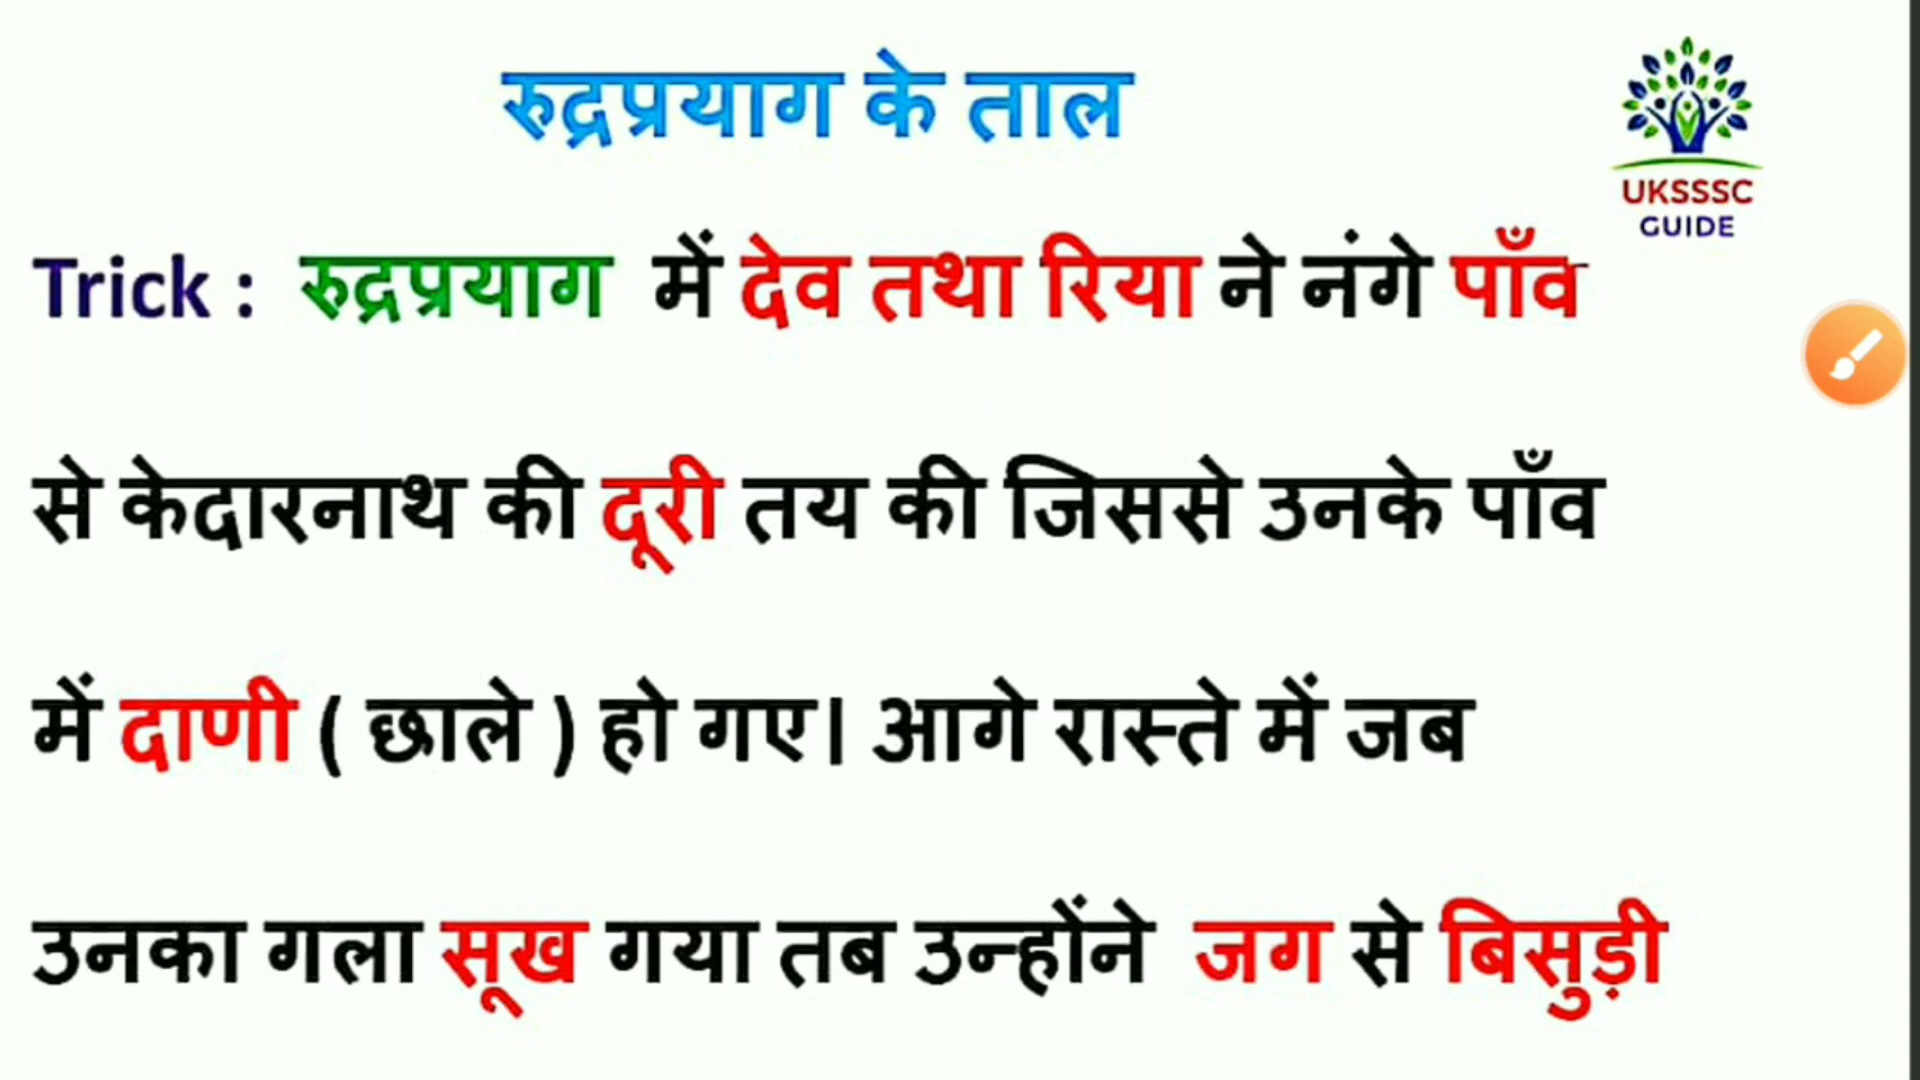 रुद्रप्रयाग के ताल
UKSSSC
GUIDE
Trick : रुद्रप्रयाग में देव तथा रिया ने नंगे पाँव
से केदारनाथ की दूरी तय की जिससे उनके पाँव
में दाणी ( छाले ) हो गए। आगे रास्ते में जब
उनका गला सूख गया तब उन्होंने जग से बिसुड़ी